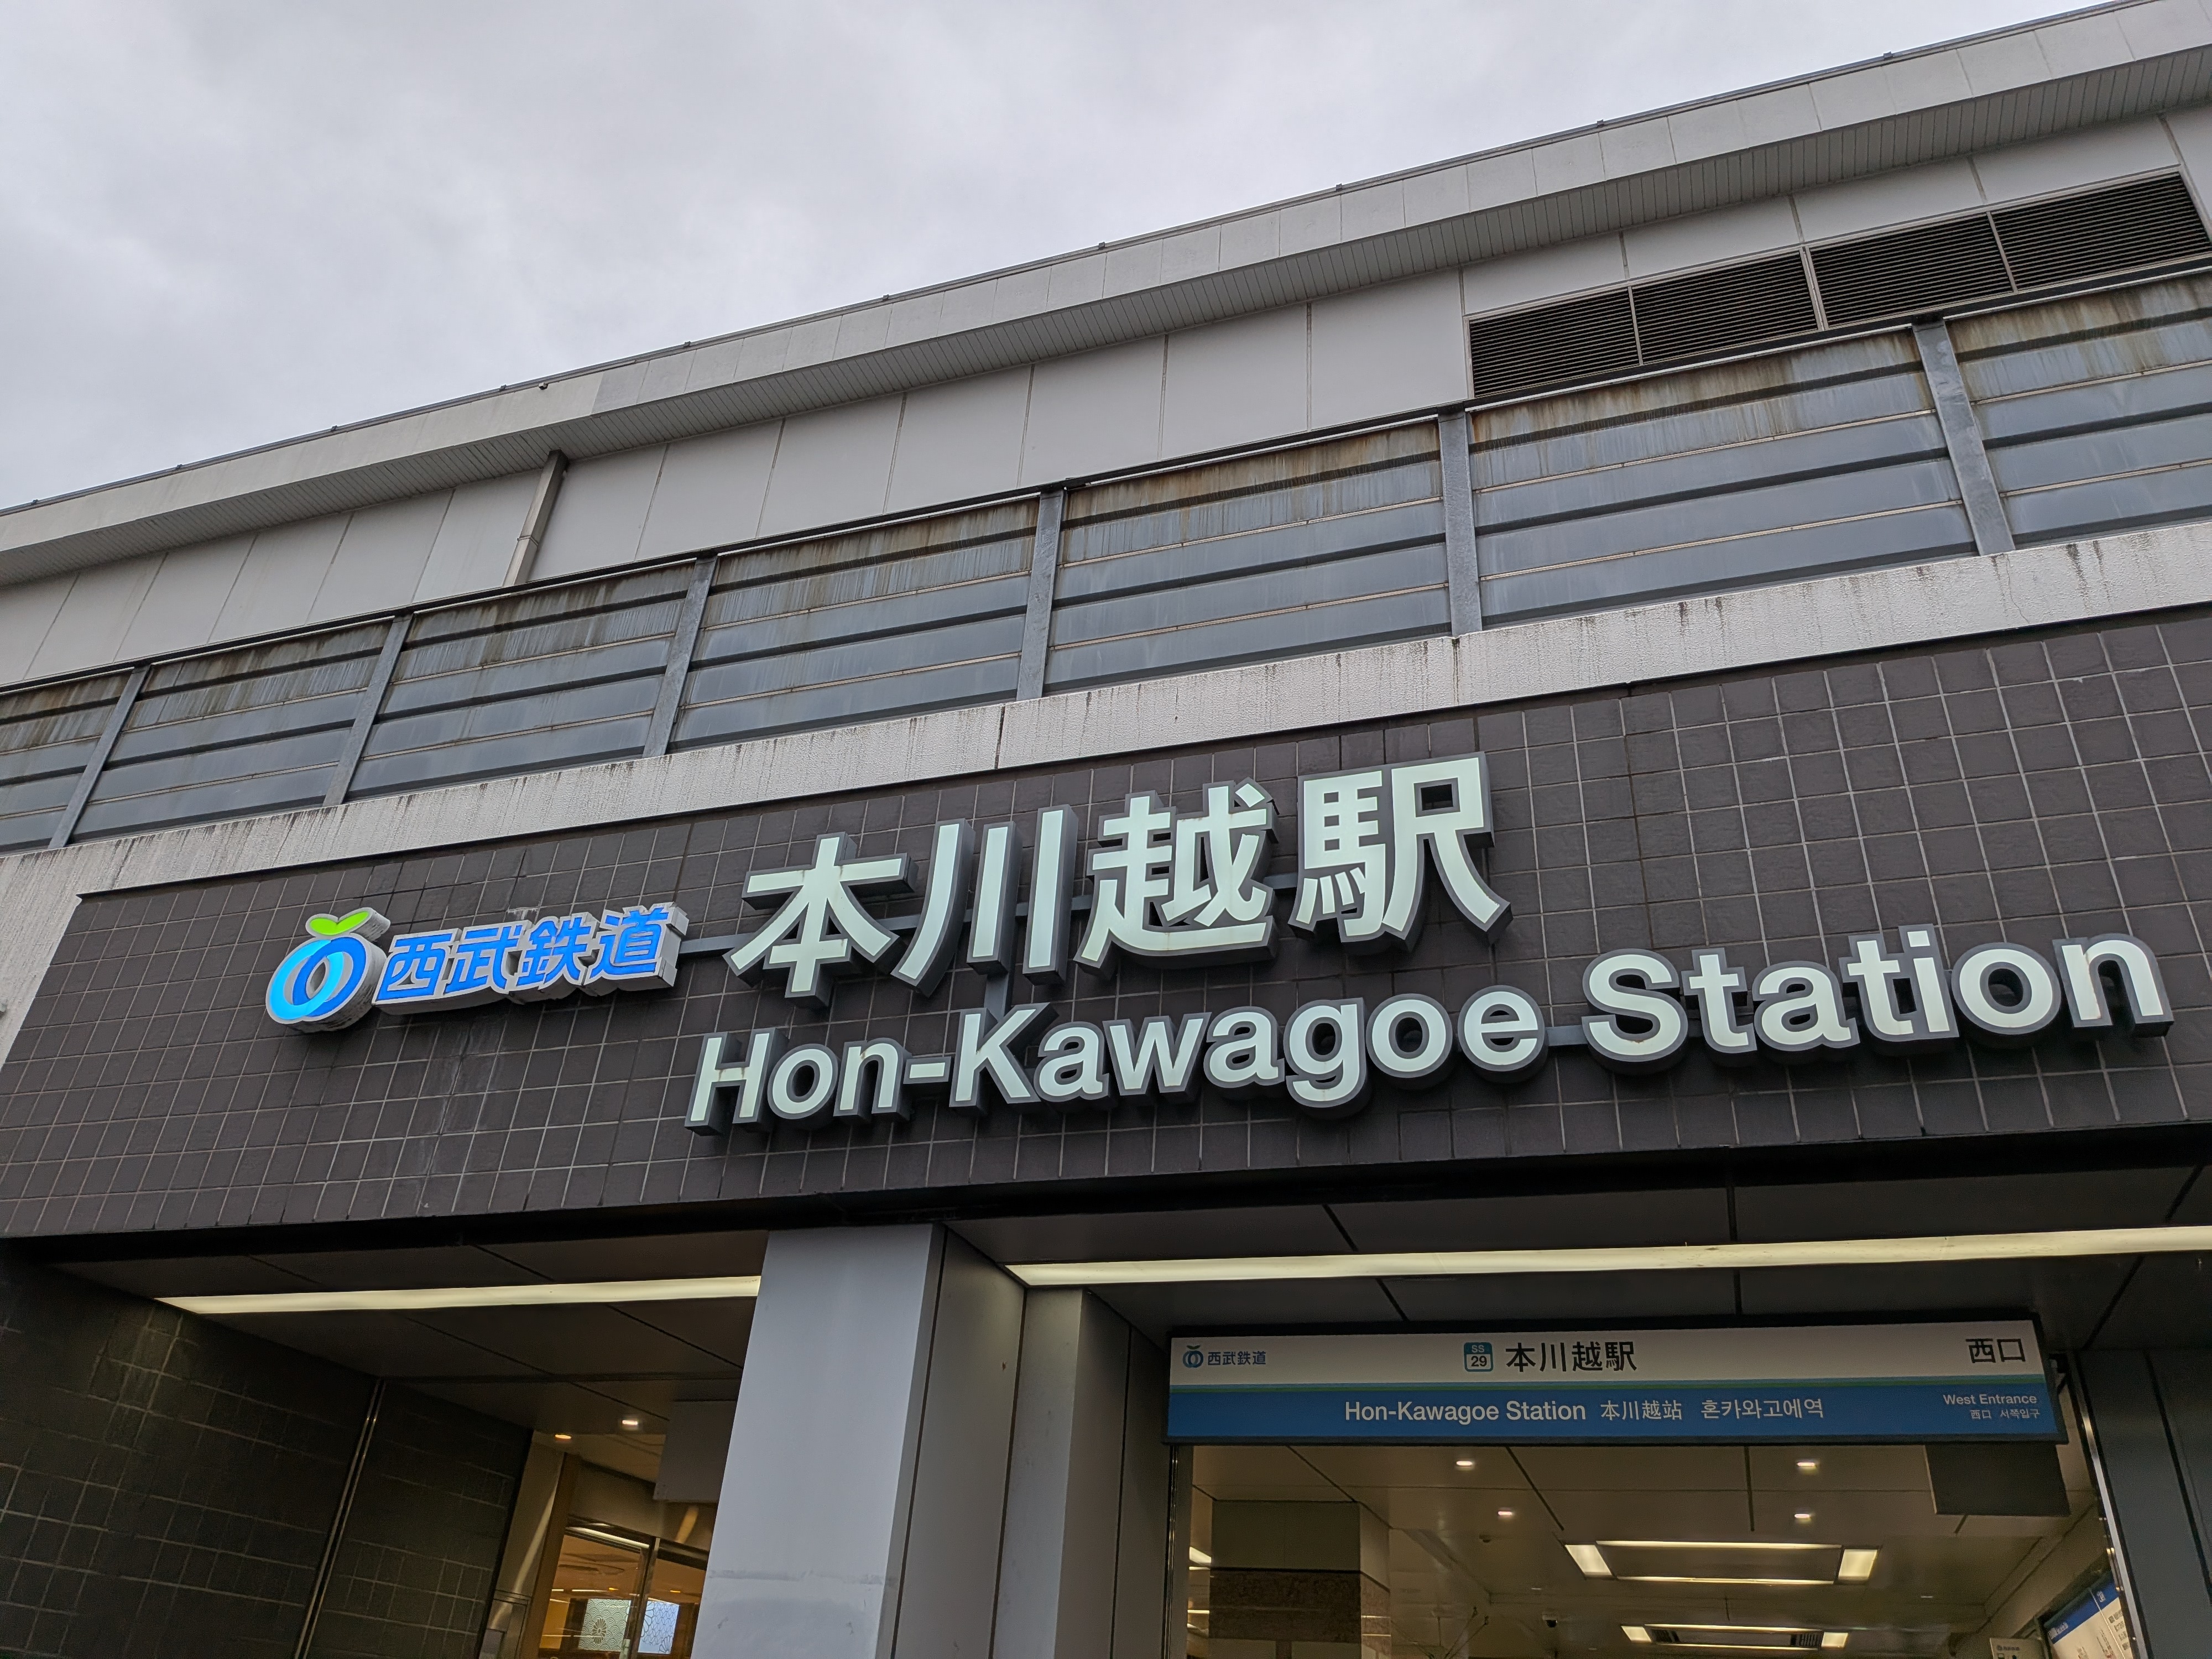 西武鉄道 本川越駅
Hon-Kawagoe Station
西武鉄道 SS 29 本川越駅 西口
Hon-Kawagoe Station 本川越站 혼카와고에역
West Entrance
西口 서쪽입구